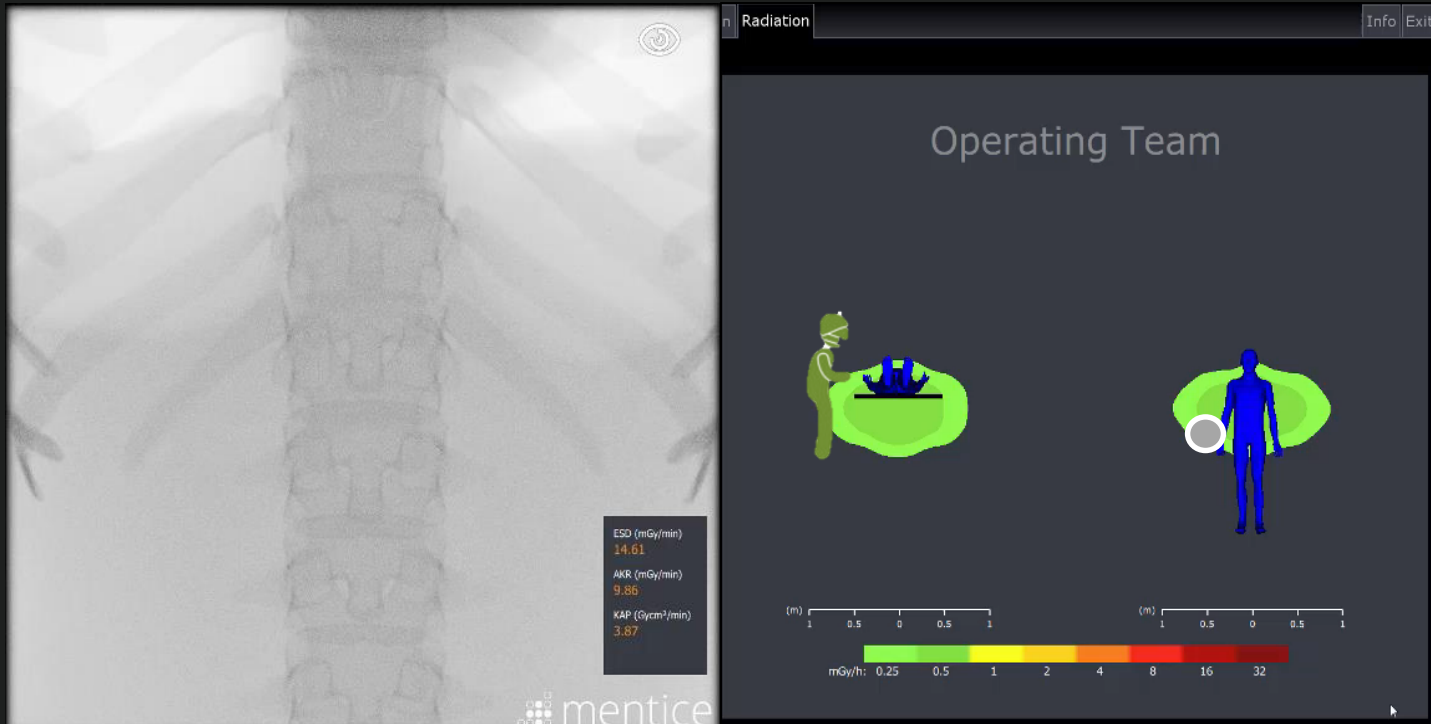 n Radiation Info Exit
Operating Team
ESD (mGy/min)
14.61
AKR (mGy/min)
9.86
KAP (Gycm³/min)
3.87
(m) 1 0.5 0 0.5 1
(m) 1 0.5 0 0.5 1
mGy/h: 0.25 0.5 1 2 4 8 16 32
mentice